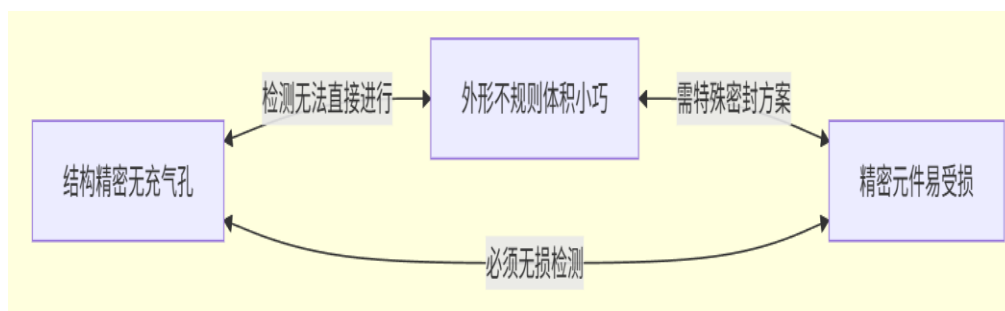 检测无法直接进行
外形不规则体积小巧
需特殊密封方案
结构精密无充气孔
精密元件易受损
必须无损检测